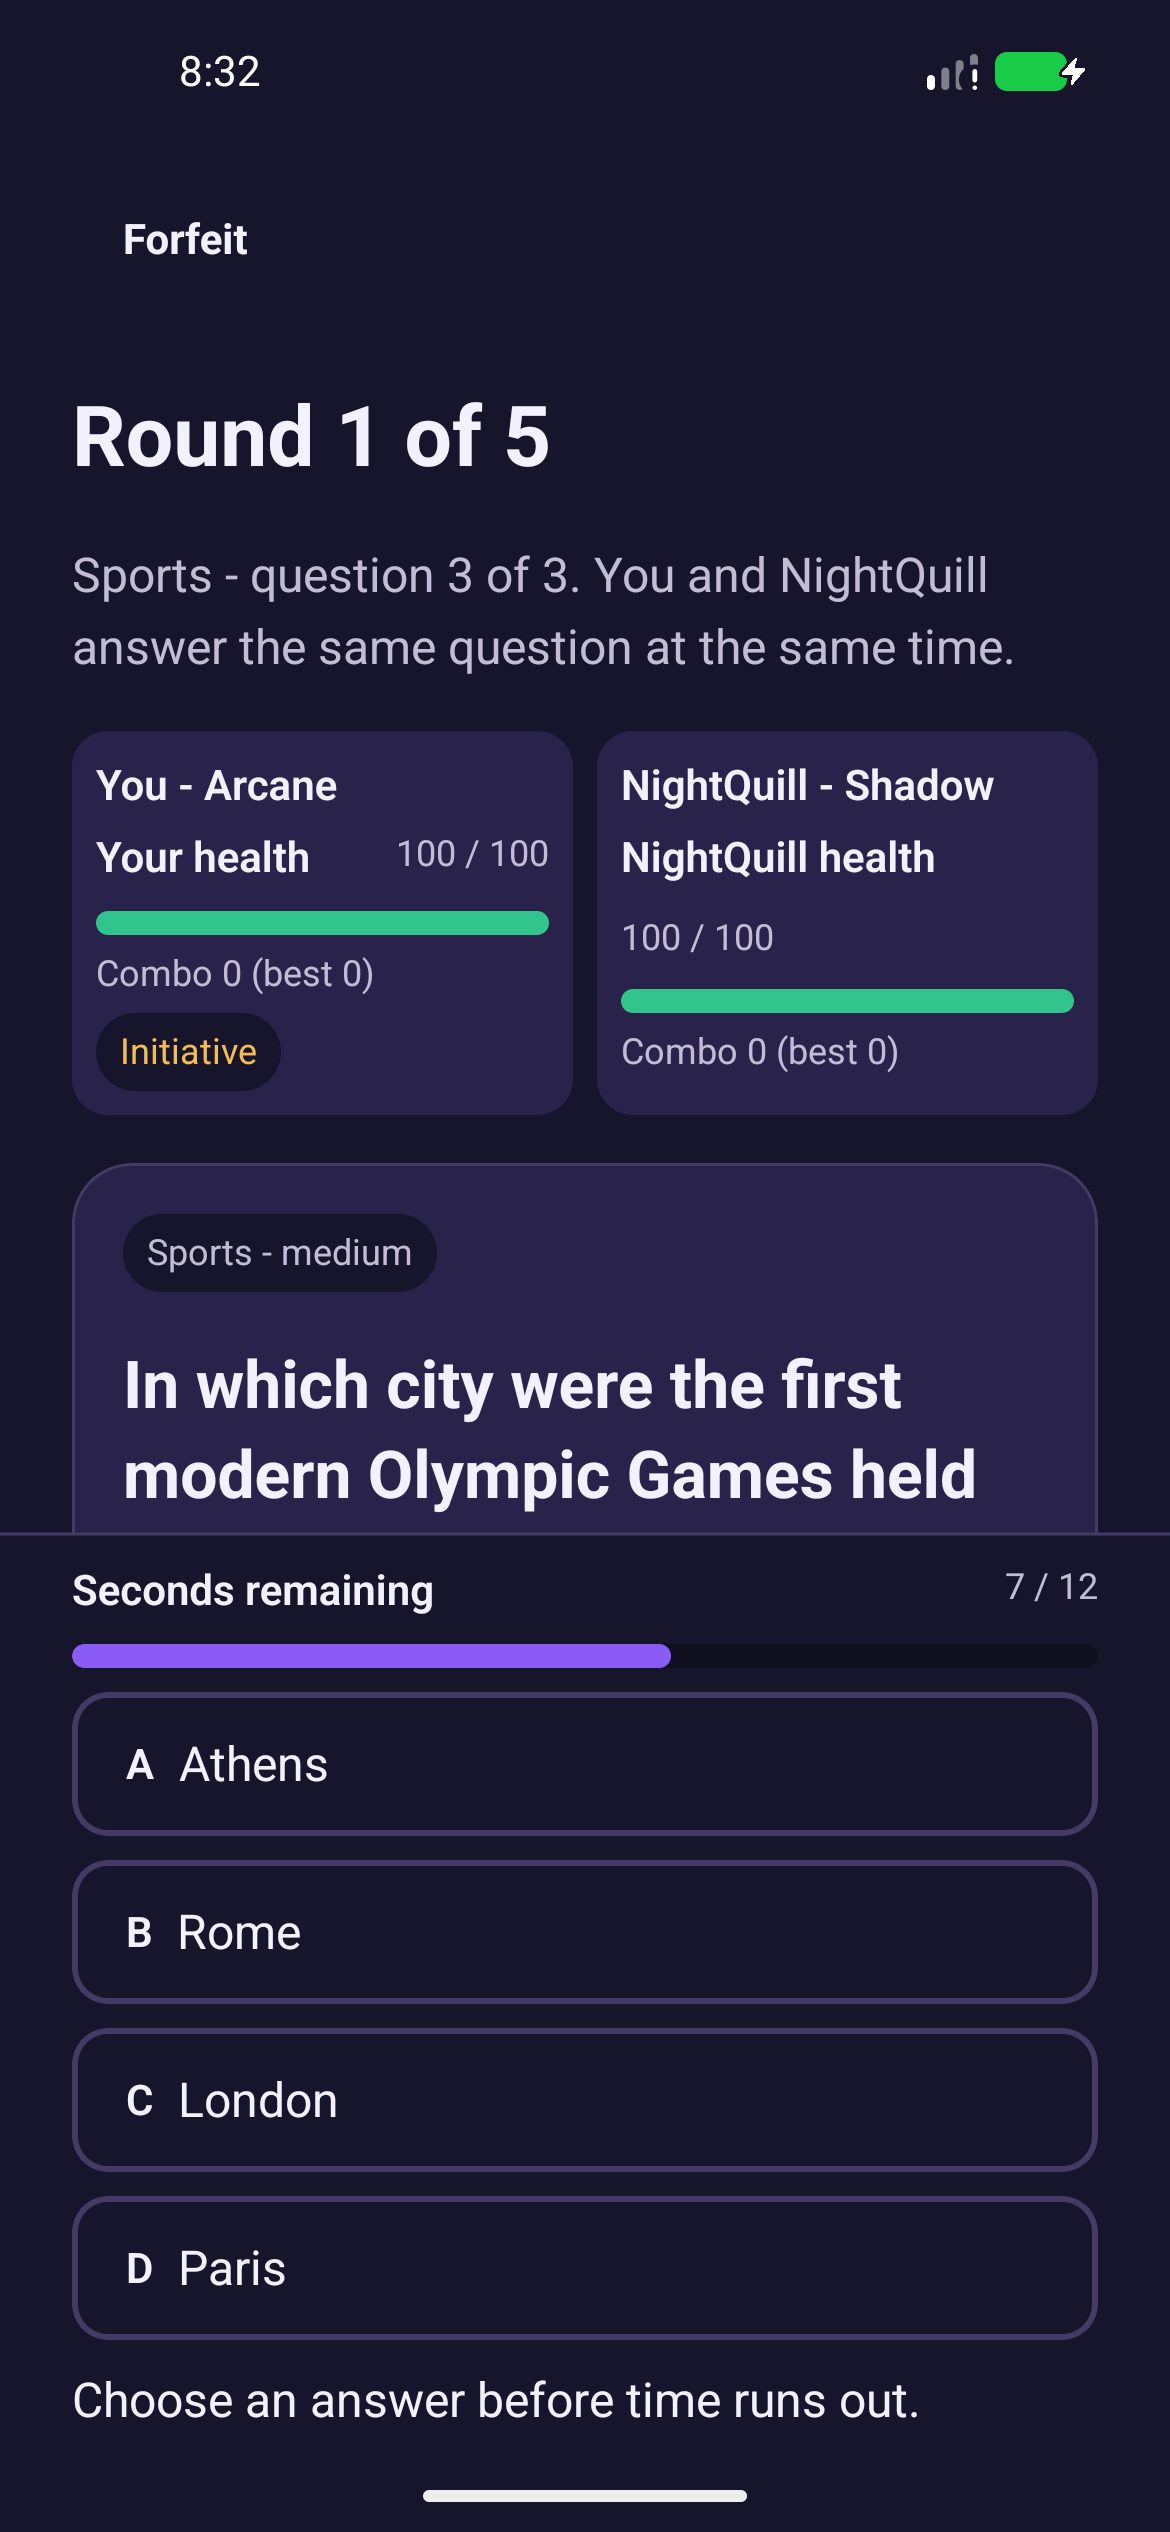 8:32
Forfeit
Round 1 of 5
Sports - question 3 of 3. You and NightQuill
answer the same question at the same time.
You - Arcane
Your health 100 / 100
Combo 0 (best 0)
Initiative
NightQuill - Shadow
NightQuill health
100 / 100
Combo 0 (best 0)
Sports - medium
In which city were the first
modern Olympic Games held
Seconds remaining 7 / 12
A Athens
B Rome
C London
D Paris
Choose an answer before time runs out.